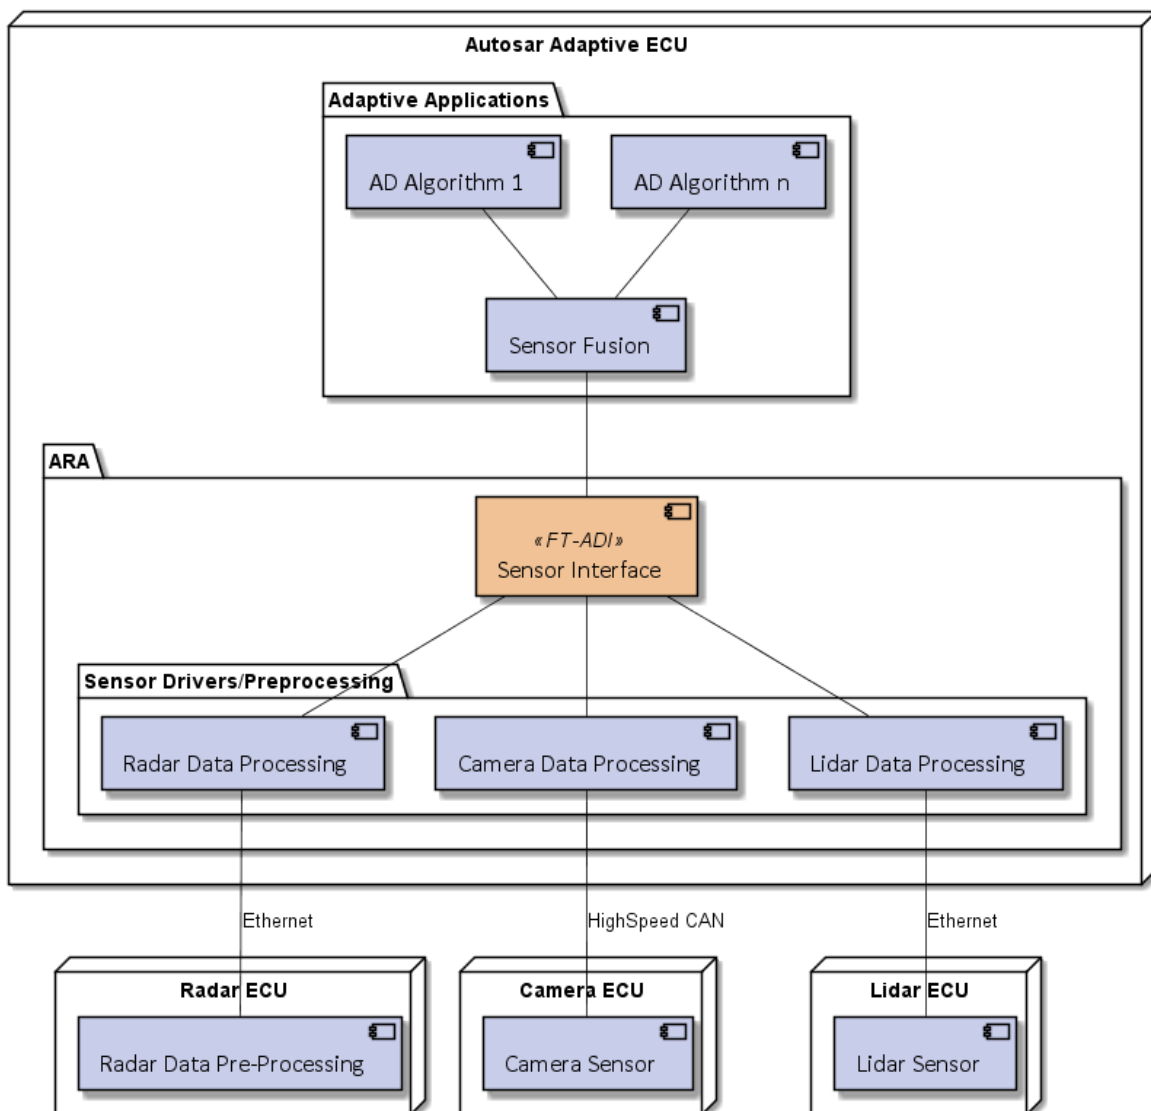 Autosar Adaptive ECU
Adaptive Applications
AD Algorithm 1
AD Algorithm n
Sensor Fusion
ARA
«FT-ADI»
Sensor Interface
Sensor Drivers/Preprocessing
Radar Data Processing
Camera Data Processing
Lidar Data Processing
Ethernet
HighSpeed CAN
Ethernet
Radar ECU
Camera ECU
Lidar ECU
Radar Data Pre-Processing
Camera Sensor
Lidar Sensor